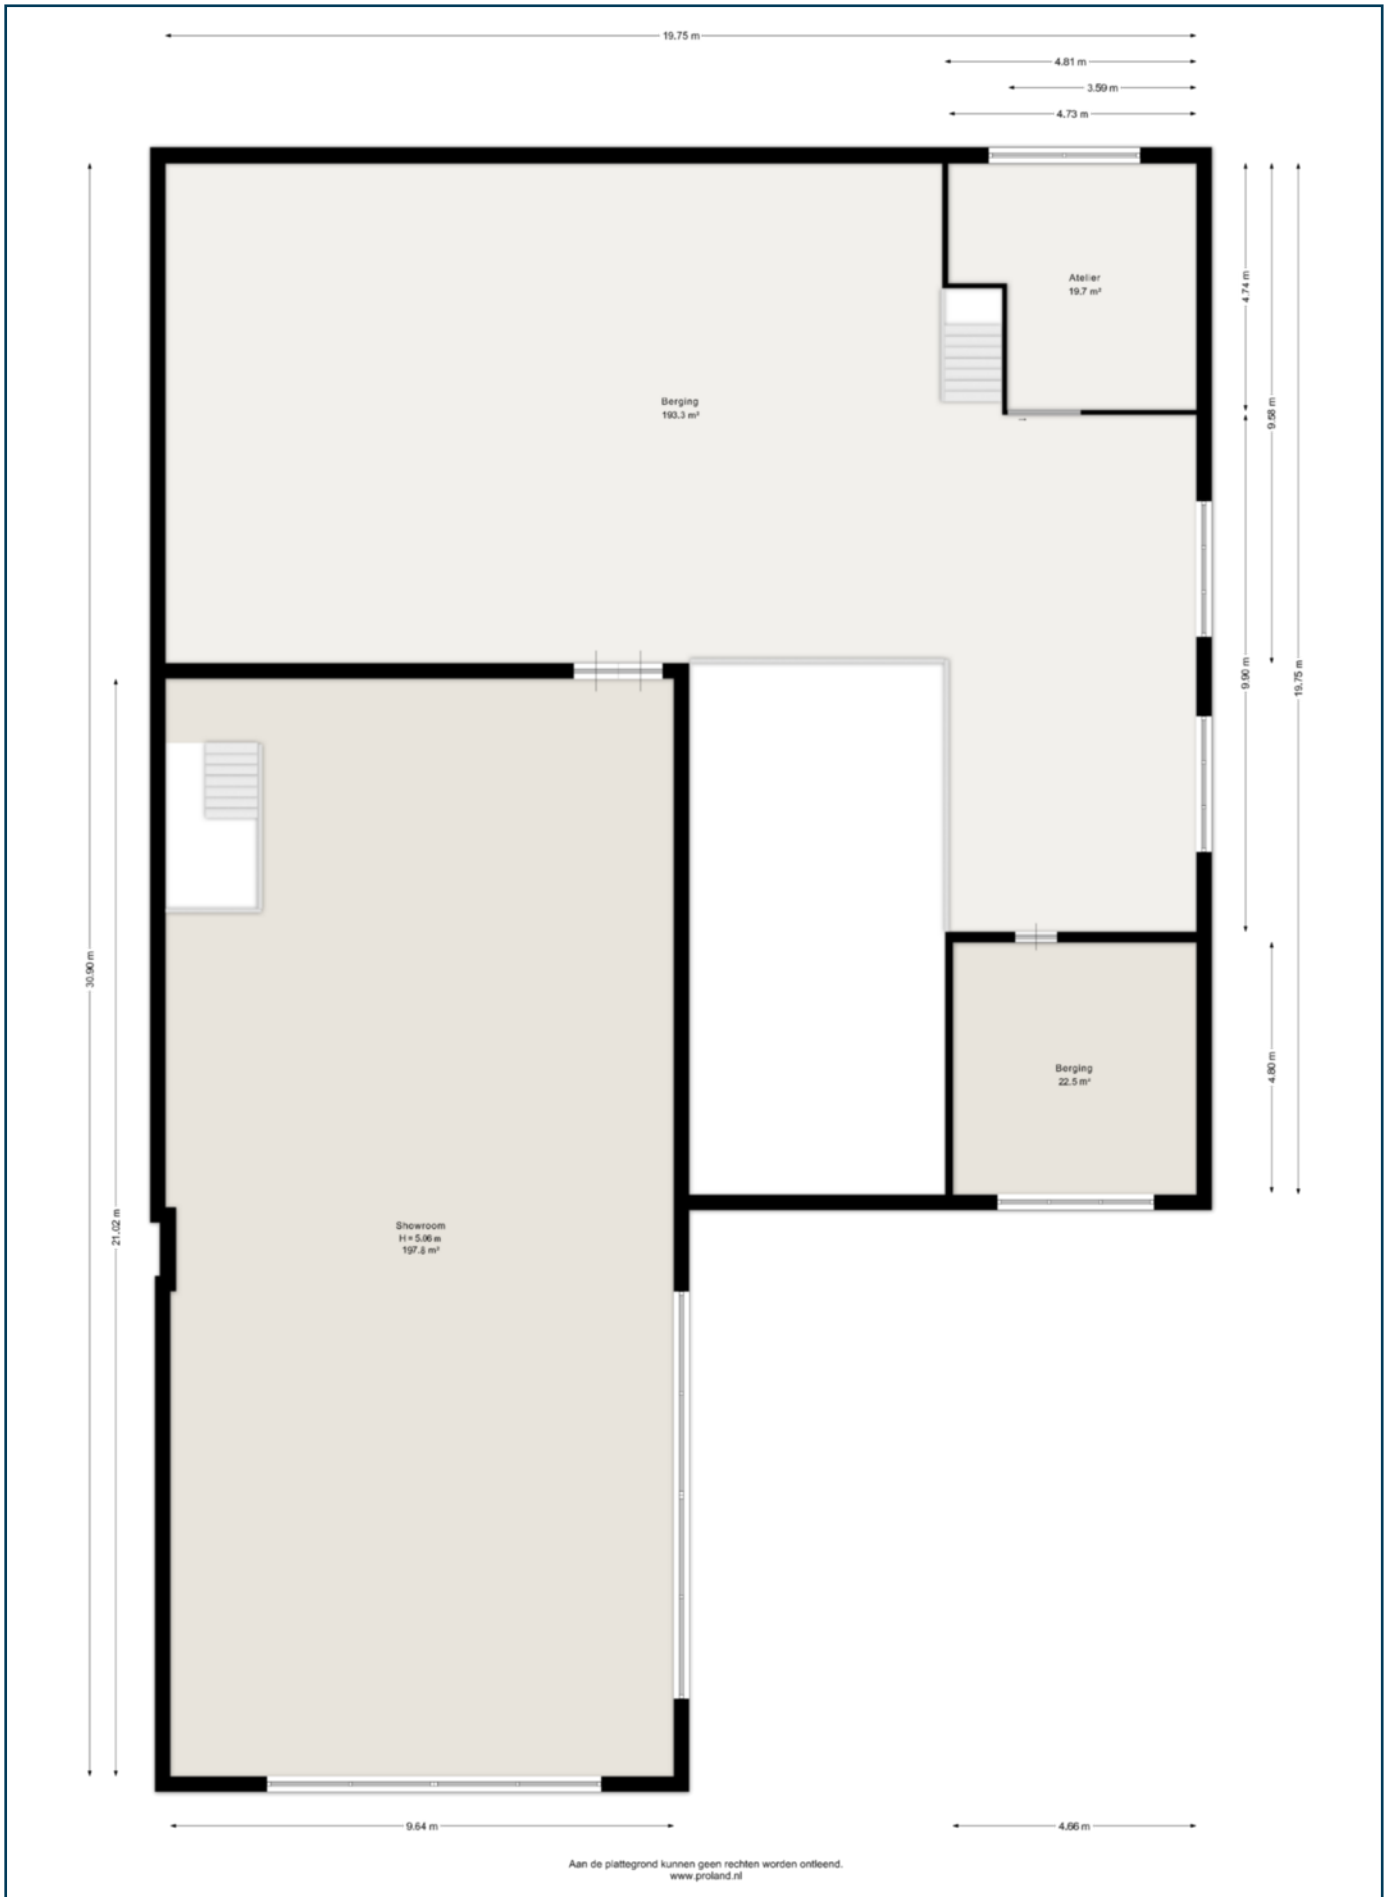 19.75 m
4.81 m
3.59 m
4.73 m
Atelier
19.7 m²
4.74 m
Berging
193.3 m²
9.58 m
9.90 m
19.75 m
30.90 m
Berging
22.5 m²
4.80 m
21.02 m
Showroom
H = 5.06 m
197.8 m²
9.64 m
4.66 m
Aan de plattegrond kunnen geen rechten worden ontleend.
www.proland.nl